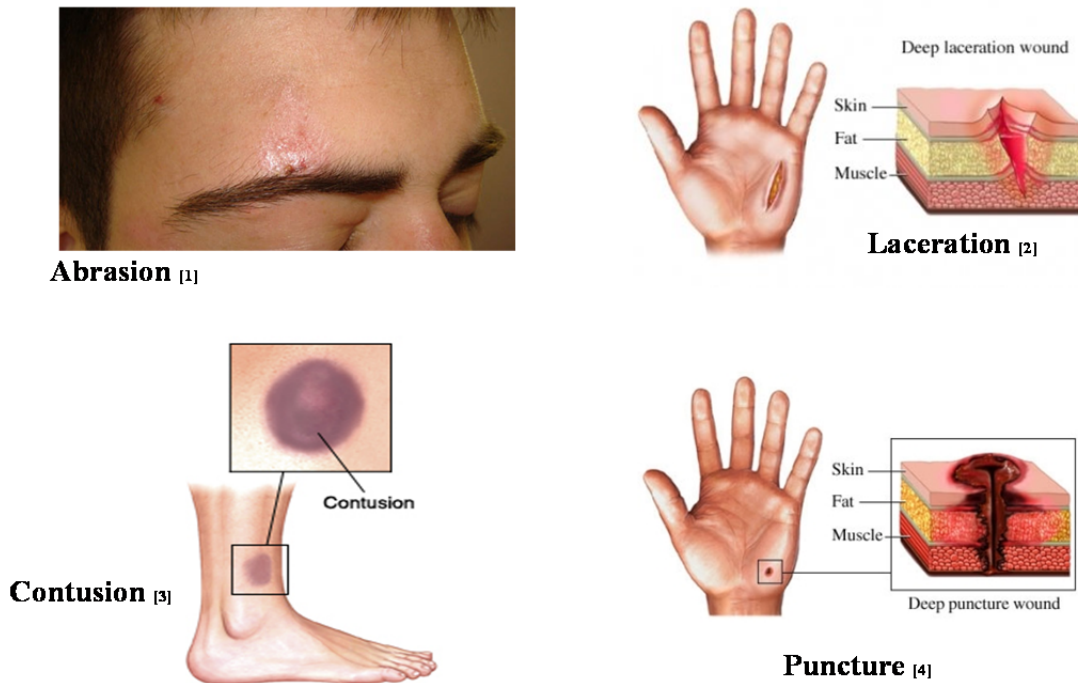 Abrasion [1]
Deep laceration wound
Skin
Fat
Muscle
Laceration [2]
Contusion
Contusion [3]
Skin
Fat
Muscle
Deep puncture wound
Puncture [4]